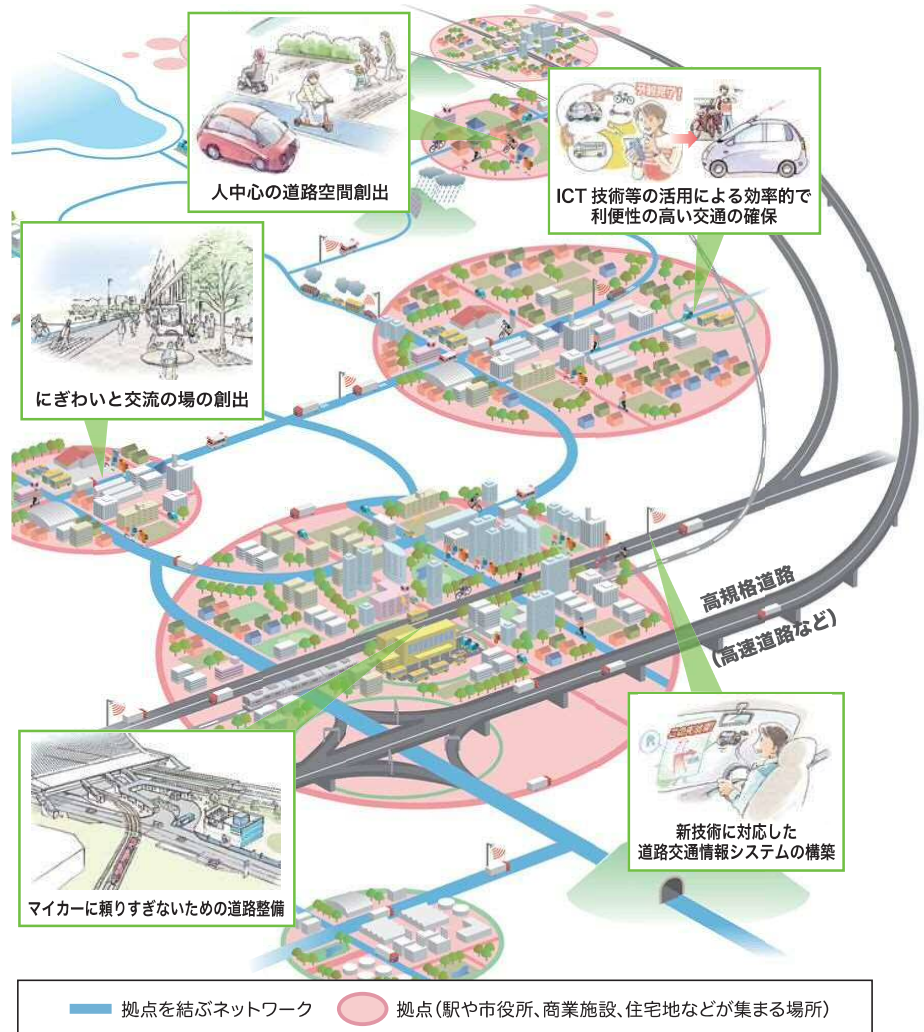 人中心の道路空間創出
ICT 技術等の活用による効率的で
利便性の高い交通の確保
にぎわいと交流の場の創出
高規格道路
(高速道路など)
新技術に対応した
道路交通情報システムの構築
マイカーに頼りすぎないための道路整備
拠点を結ぶネットワーク
拠点(駅や市役所、商業施設、住宅地などが集まる場所)